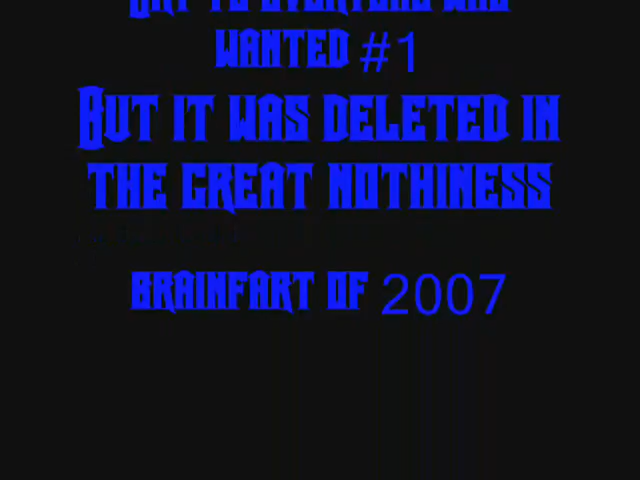 WANTED #1
BUT IT WAS DELETED IN
THE GREAT NOTHINESS
BRAINFART OF 2007